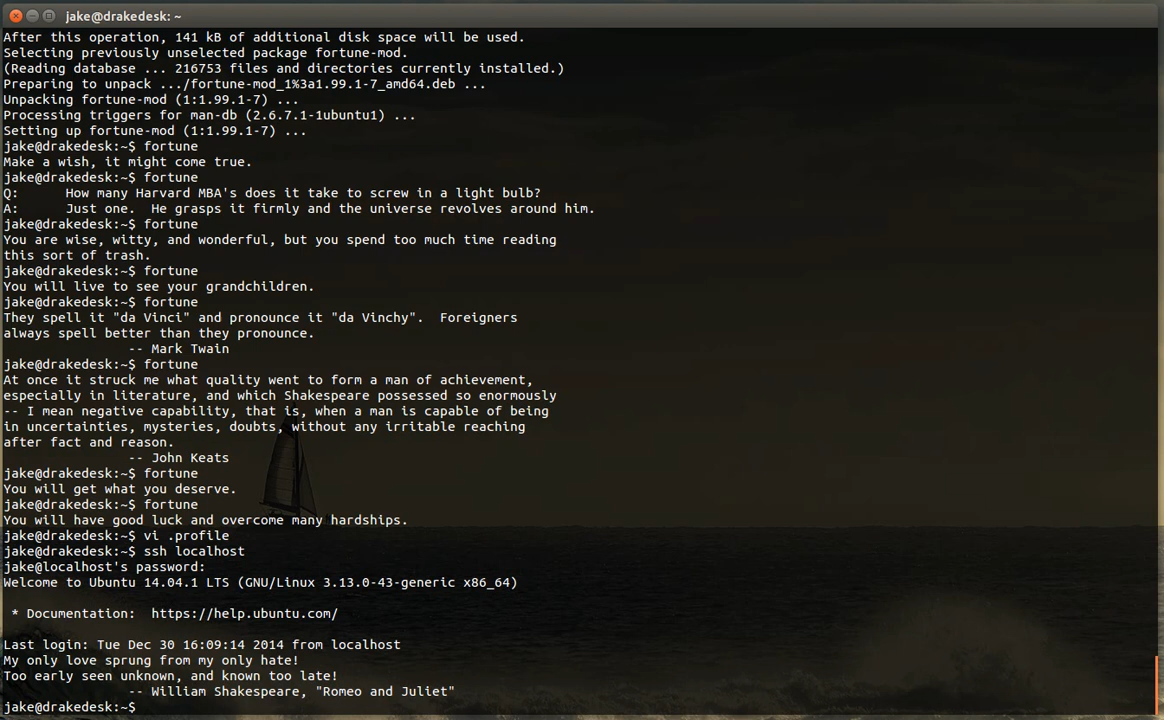 jake@drakedesk: ~
After this operation, 141 kB of additional disk space will be used.
Selecting previously unselected package fortune-mod.
(Reading database ... 216753 files and directories currently installed.)
Preparing to unpack .../fortune-mod_1%3a1.99.1-7_amd64.deb ...
Unpacking fortune-mod (1:1.99.1-7) ...
Processing triggers for man-db (2.6.7.1-1ubuntu1) ...
Setting up fortune-mod (1:1.99.1-7) ...
jake@drakedesk:~$ fortune
Make a wish, it might come true.
jake@drakedesk:~$ fortune
Q:      How many Harvard MBA's does it take to screw in a light bulb?
A:      Just one.  He grasps it firmly and the universe revolves around him.
jake@drakedesk:~$ fortune
You are wise, witty, and wonderful, but you spend too much time reading
this sort of trash.
jake@drakedesk:~$ fortune
You will live to see your grandchildren.
jake@drakedesk:~$ fortune
They spell it "da Vinci" and pronounce it "da Vinchy".  Foreigners
always spell better than they pronounce.
                -- Mark Twain
jake@drakedesk:~$ fortune
At once it struck me what quality went to form a man of achievement,
especially in literature, and which Shakespeare possessed so enormously
-- I mean negative capability, that is, when a man is capable of being
in uncertainties, mysteries, doubts, without any irritable reaching
after fact and reason.
                -- John Keats
jake@drakedesk:~$ fortune
You will get what you deserve.
jake@drakedesk:~$ fortune
You will have good luck and overcome many hardships.
jake@drakedesk:~$ vi .profile
jake@drakedesk:~$ ssh localhost
jake@localhost's password:
Welcome to Ubuntu 14.04.1 LTS (GNU/Linux 3.13.0-43-generic x86_64)
 * Documentation:  https://help.ubuntu.com/
Last login: Tue Dec 30 16:09:14 2014 from localhost
My only love sprung from my only hate!
Too early seen unknown, and known too late!
                -- William Shakespeare, "Romeo and Juliet"
jake@drakedesk:~$